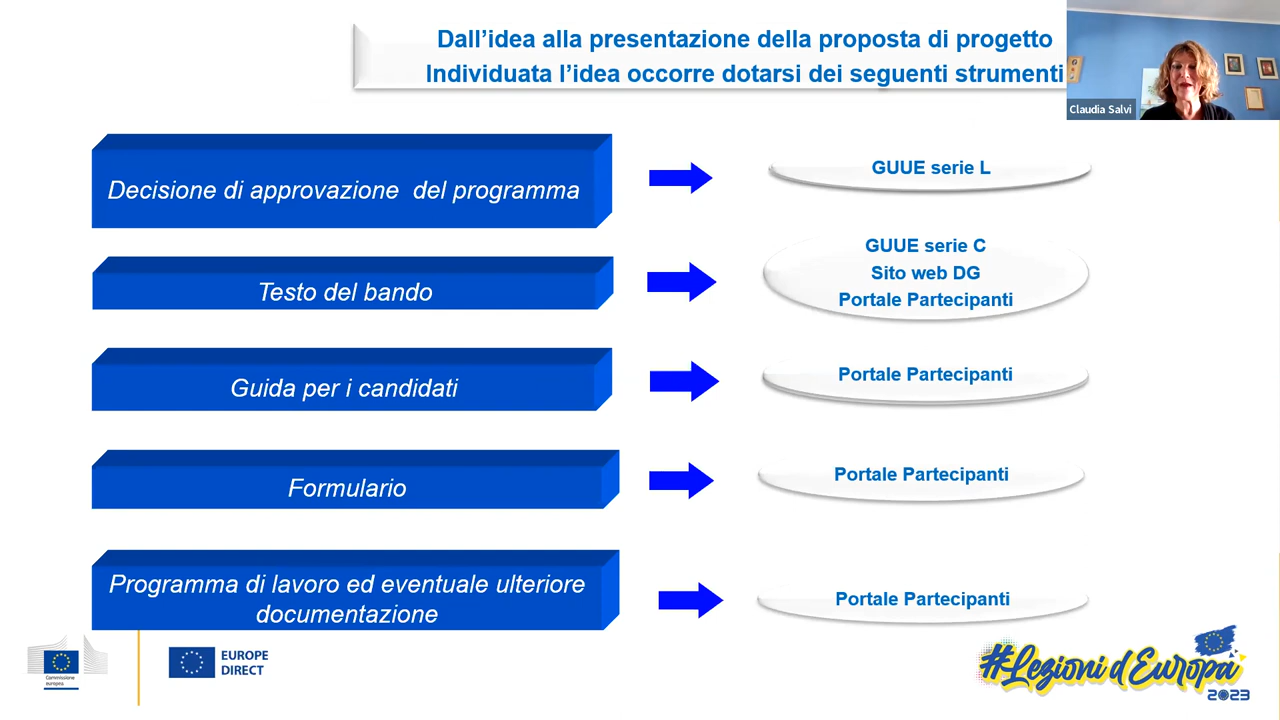 Dall’idea alla presentazione della proposta di progetto
Individuata l’idea occorre dotarsi dei seguenti strumenti
Claudia Salvi
Decisione di approvazione del programma
GUUE serie L
Testo del bando
GUUE serie C
Sito web DG
Portale Partecipanti
Guida per i candidati
Portale Partecipanti
Formulario
Portale Partecipanti
Programma di lavoro ed eventuale ulteriore
documentazione
Portale Partecipanti
Commissione
europea
EUROPE
DIRECT
#Lezioni d'Europa
2023